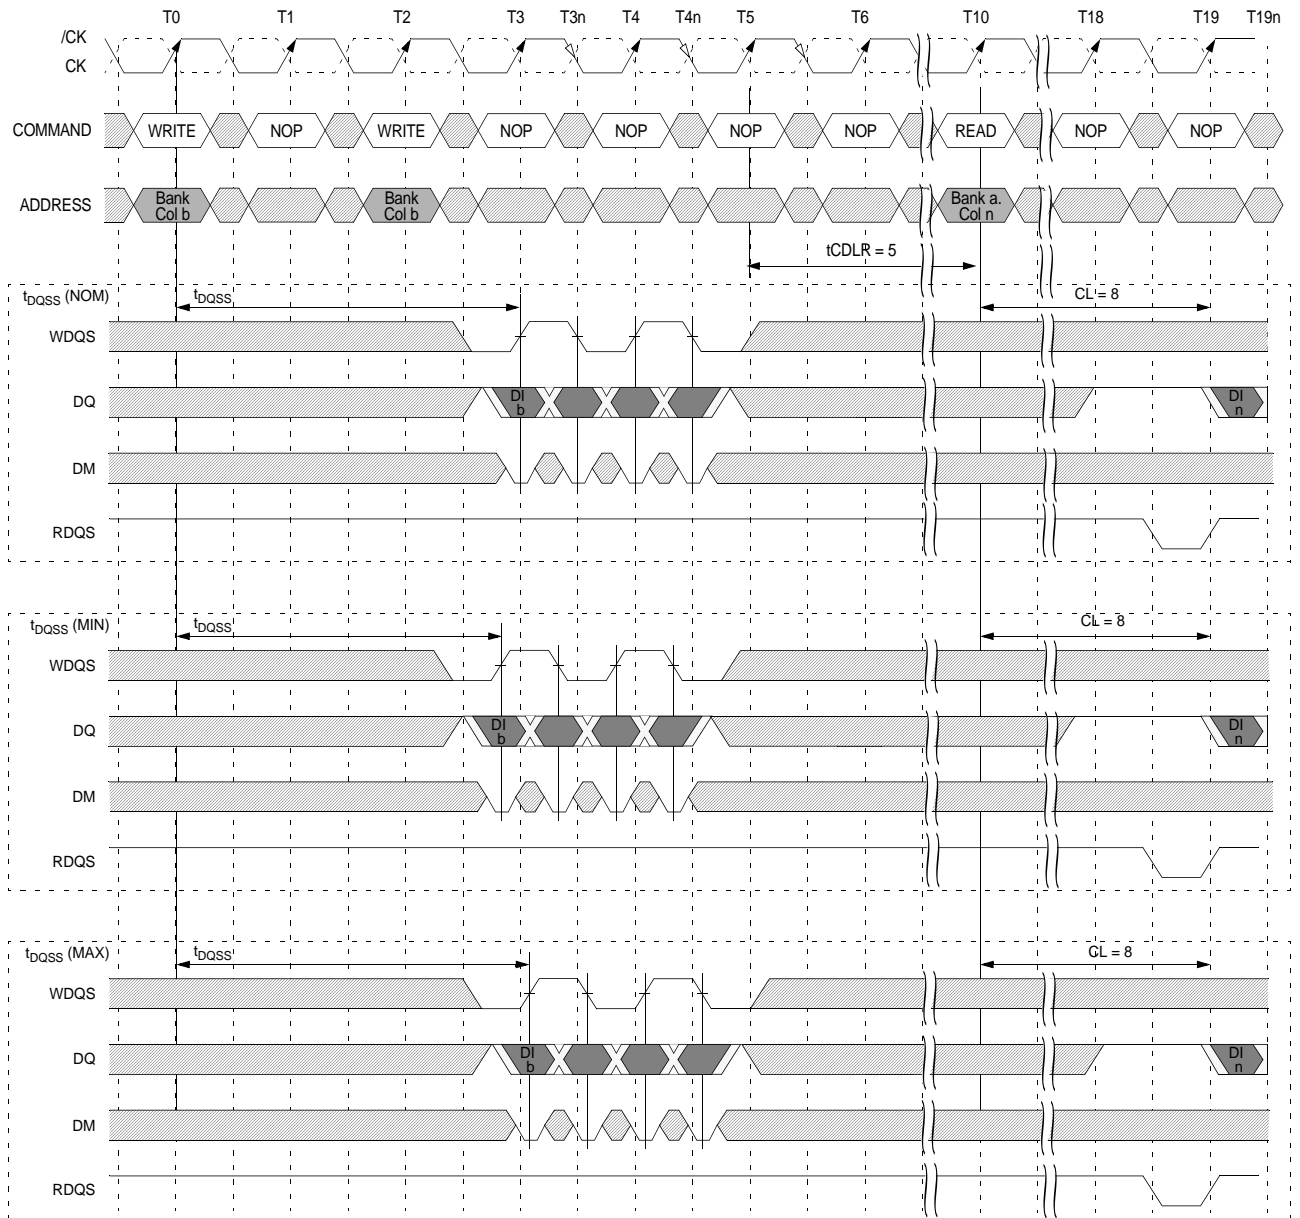 T0 T1 T2 T3 T3n T4 T4n T5 T6 T10 T18 T19 T19n
/CK
CK
COMMAND WRITE NOP WRITE NOP NOP NOP NOP READ NOP NOP
ADDRESS Bank Col b Bank Col b Bank a. Col n
tCDLR = 5
tDQSS (NOM) tDQSS CL = 8
WDQS
DQ DI b DI n
DM
RDQS
tDQSS (MIN) tDQSS CL = 8
WDQS
DQ DI b DI n
DM
RDQS
tDQSS (MAX) tDQSS CL = 8
WDQS
DQ DI b DI n
DM
RDQS